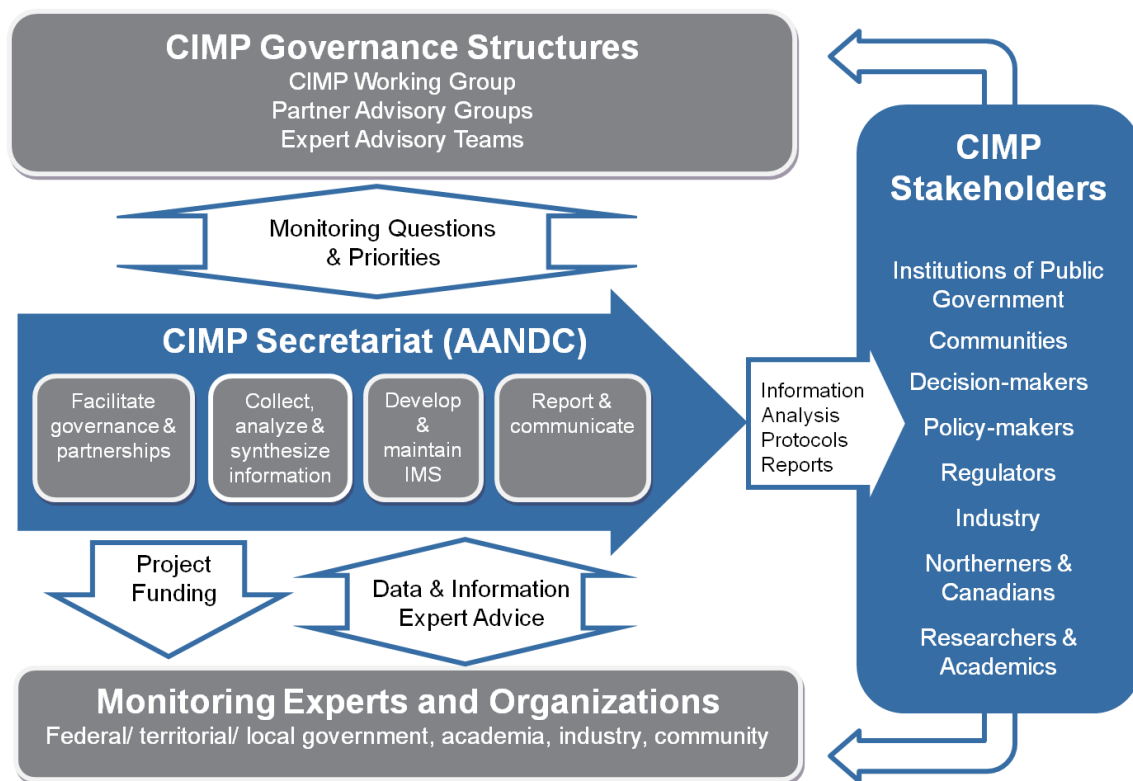 CIMP Governance Structures
CIMP Working Group
Partner Advisory Groups
Expert Advisory Teams
Monitoring Questions
& Priorities
CIMP Secretariat (AANDC)
Facilitate
governance &
partnerships
Collect,
analyze &
synthesize
information
Develop
&
maintain
IMS
Report &
communicate
Information
Analysis
Protocols
Reports
Project
Funding
Data & Information
Expert Advice
Monitoring Experts and Organizations
Federal/ territorial/ local government, academia, industry, community
CIMP
Stakeholders
Institutions of Public
Government
Communities
Decision-makers
Policy-makers
Regulators
Industry
Northerners &
Canadians
Researchers &
Academics